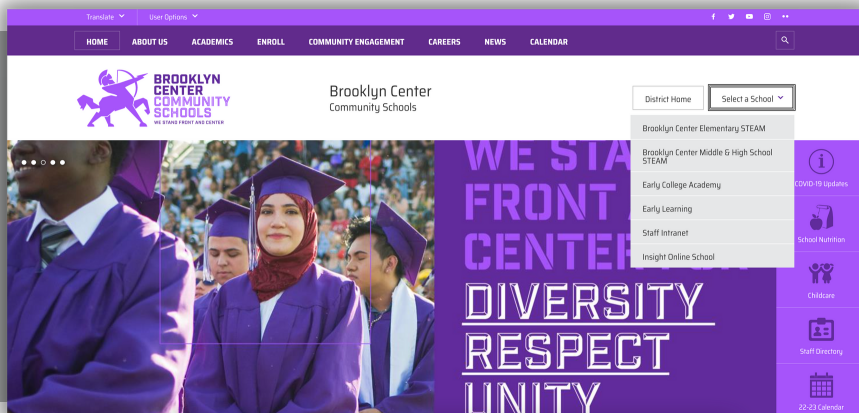 Translate
User Options
HOME
ABOUT US
ACADEMICS
ENROLL
COMMUNITY ENGAGEMENT
CAREERS
NEWS
CALENDAR
BROOKLYN
CENTER
COMMUNITY
SCHOOLS
WE STAND FRONT AND CENTER
Brooklyn Center
Community Schools
District Home
Select a School
Brooklyn Center Elementary STEAM
Brooklyn Center Middle & High School
STEAM
Early College Academy
Early Learning
Staff Intranet
Insight Online School
WE STA
FRONT
CENTER
DIVERSITY
RESPECT
UNITY
COVID-19 Updates
School Nutrition
Childcare
Staff Directory
22-23 Calendar